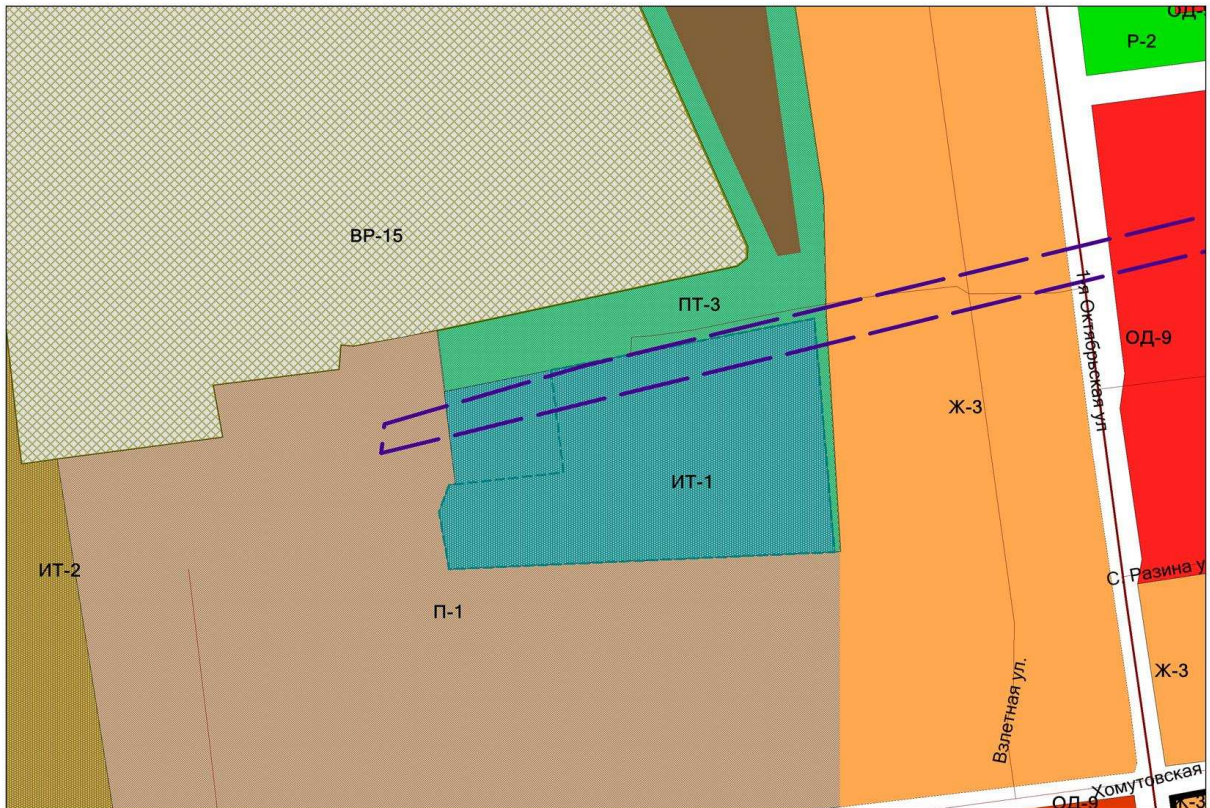 ОД-
Р-2
ВР-15
ПТ-3
1-я Октябрьская ул
ОД-9
Ж-3
ИТ-1
ИТ-2
С. Разина у
П-1
Ж-3
Взлетная ул.
Хомутовская
ОД-9
Ж-3